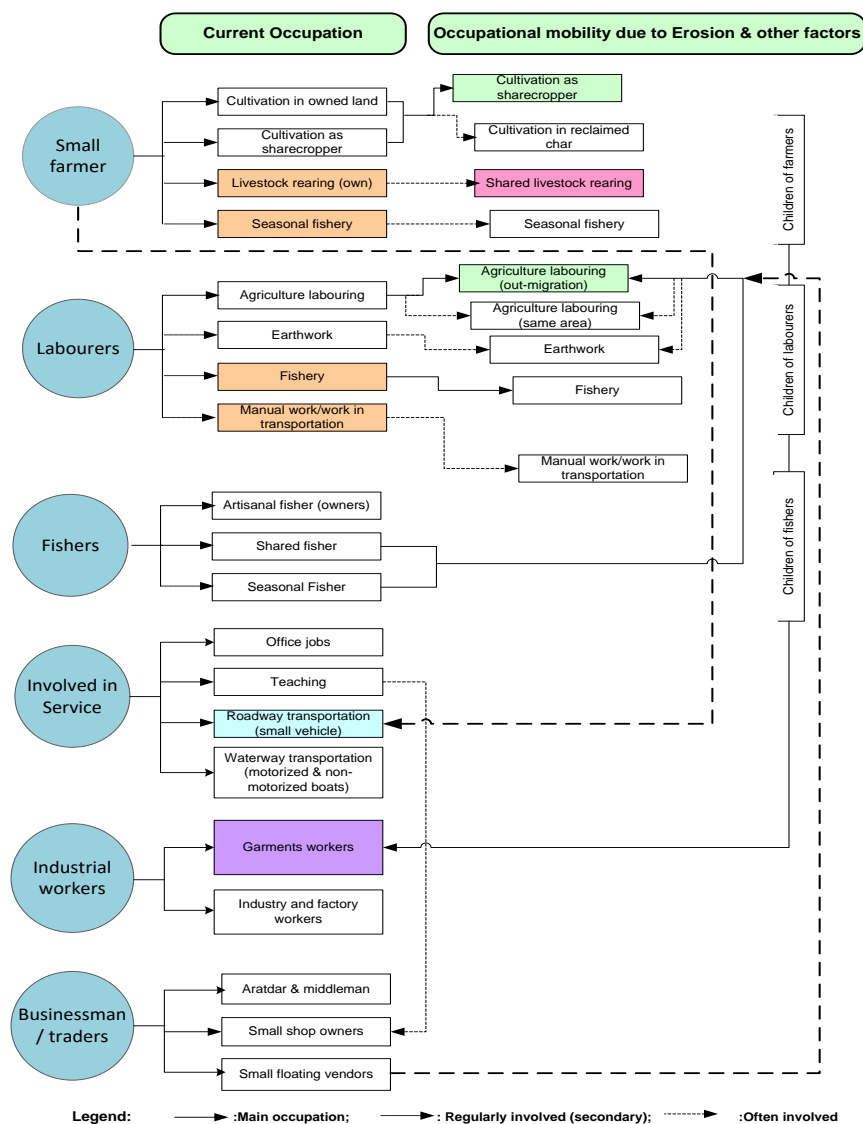 Current Occupation
Occupational mobility due to Erosion & other factors
Small
farmer
Cultivation in owned land
Cultivation as
sharecropper
Livestock rearing (own)
Seasonal fishery
Cultivation as
sharecropper
Cultivation in reclaimed
char
Shared livestock rearing
Seasonal fishery
Children of farmers
Labourers
Agriculture labouring
Earthwork
Fishery
Manual work/work in
transportation
Agriculture labouring
(out-migration)
Agriculture labouring
(same area)
Earthwork
Fishery
Manual work/work in
transportation
Children of labourers
Fishers
Artisanal fisher (owners)
Shared fisher
Seasonal Fisher
Children of fishers
Involved in
Service
Office jobs
Teaching
Roadway transportation
(small vehicle)
Waterway transportation
(motorized & non-
motorized boats)
Industrial
workers
Garments workers
Industry and factory
workers
Businessman
/ traders
Aratdar & middleman
Small shop owners
Small floating vendors
Legend: :Main occupation; : Regularly involved (secondary); :Often involved